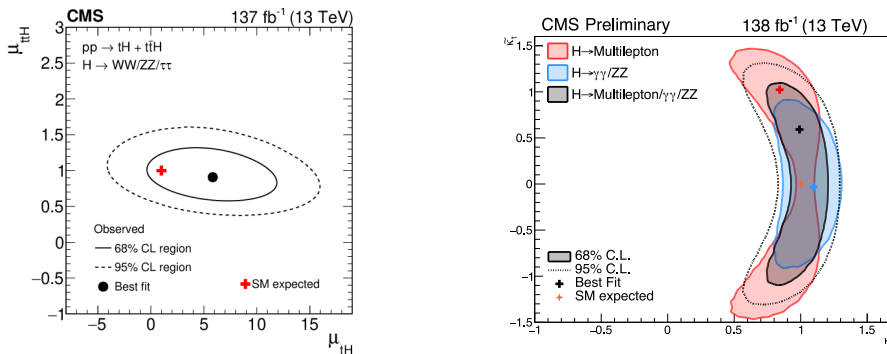 CMS 137 fb⁻¹ (13 TeV)
μttH
pp → tH + tt̄H
H → WW/ZZ/ττ
3
2.5
2
1.5
1
0.5
0
−0.5
−1
Observed
68% CL region
95% CL region
Best fit
SM expected
−5 0 5 10 15
μtH
CMS Preliminary 138 fb⁻¹ (13 TeV)
κ̃t
H→Multilepton
H→γγ/ZZ
H→Multilepton/γγ/ZZ
1.5
1.0
0.5
0
−0.5
−1
−1.5
68% C.L.
95% C.L.
Best Fit
SM expected
−1 −0.5 0 0.5 1.0 1.5